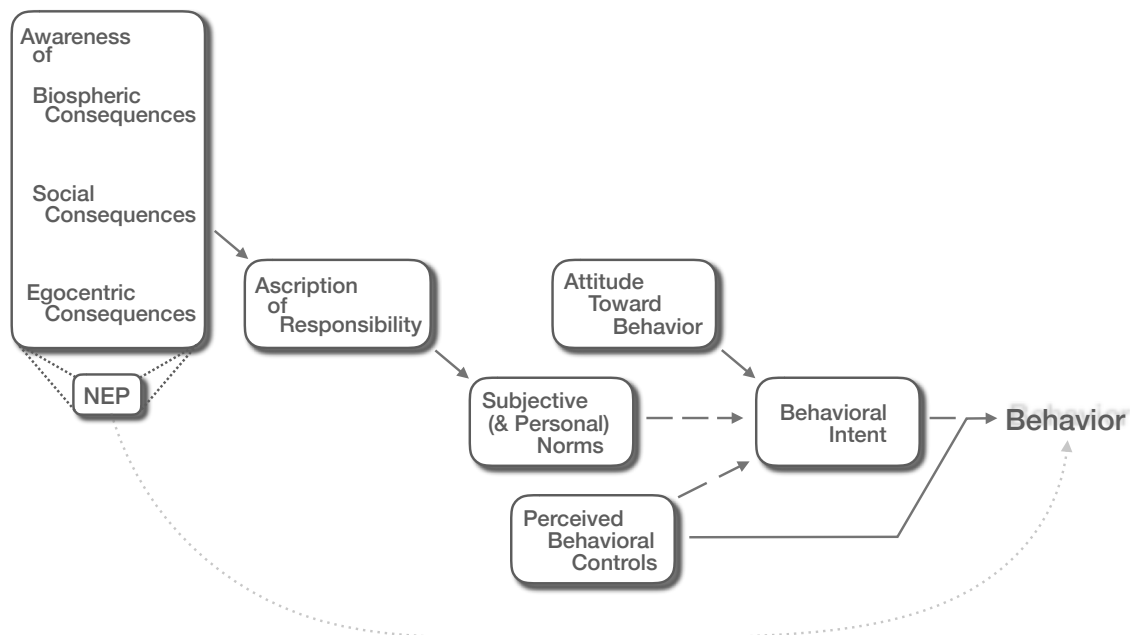 Awareness
of
Biospheric
Consequences
Social
Consequences
Egocentric
Consequences
NEP
Ascription
of
Responsibility
Attitude
Toward
Behavior
Subjective
(& Personal)
Norms
Behavioral
Intent
Behavior
Perceived
Behavioral
Controls